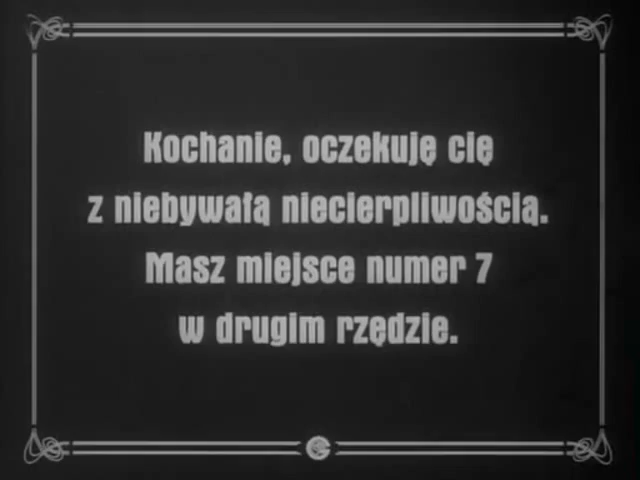 Kochanie, oczekuję cię
z niebywałą niecierpliwością.
Masz miejsce numer 7
w drugim rzędzie.